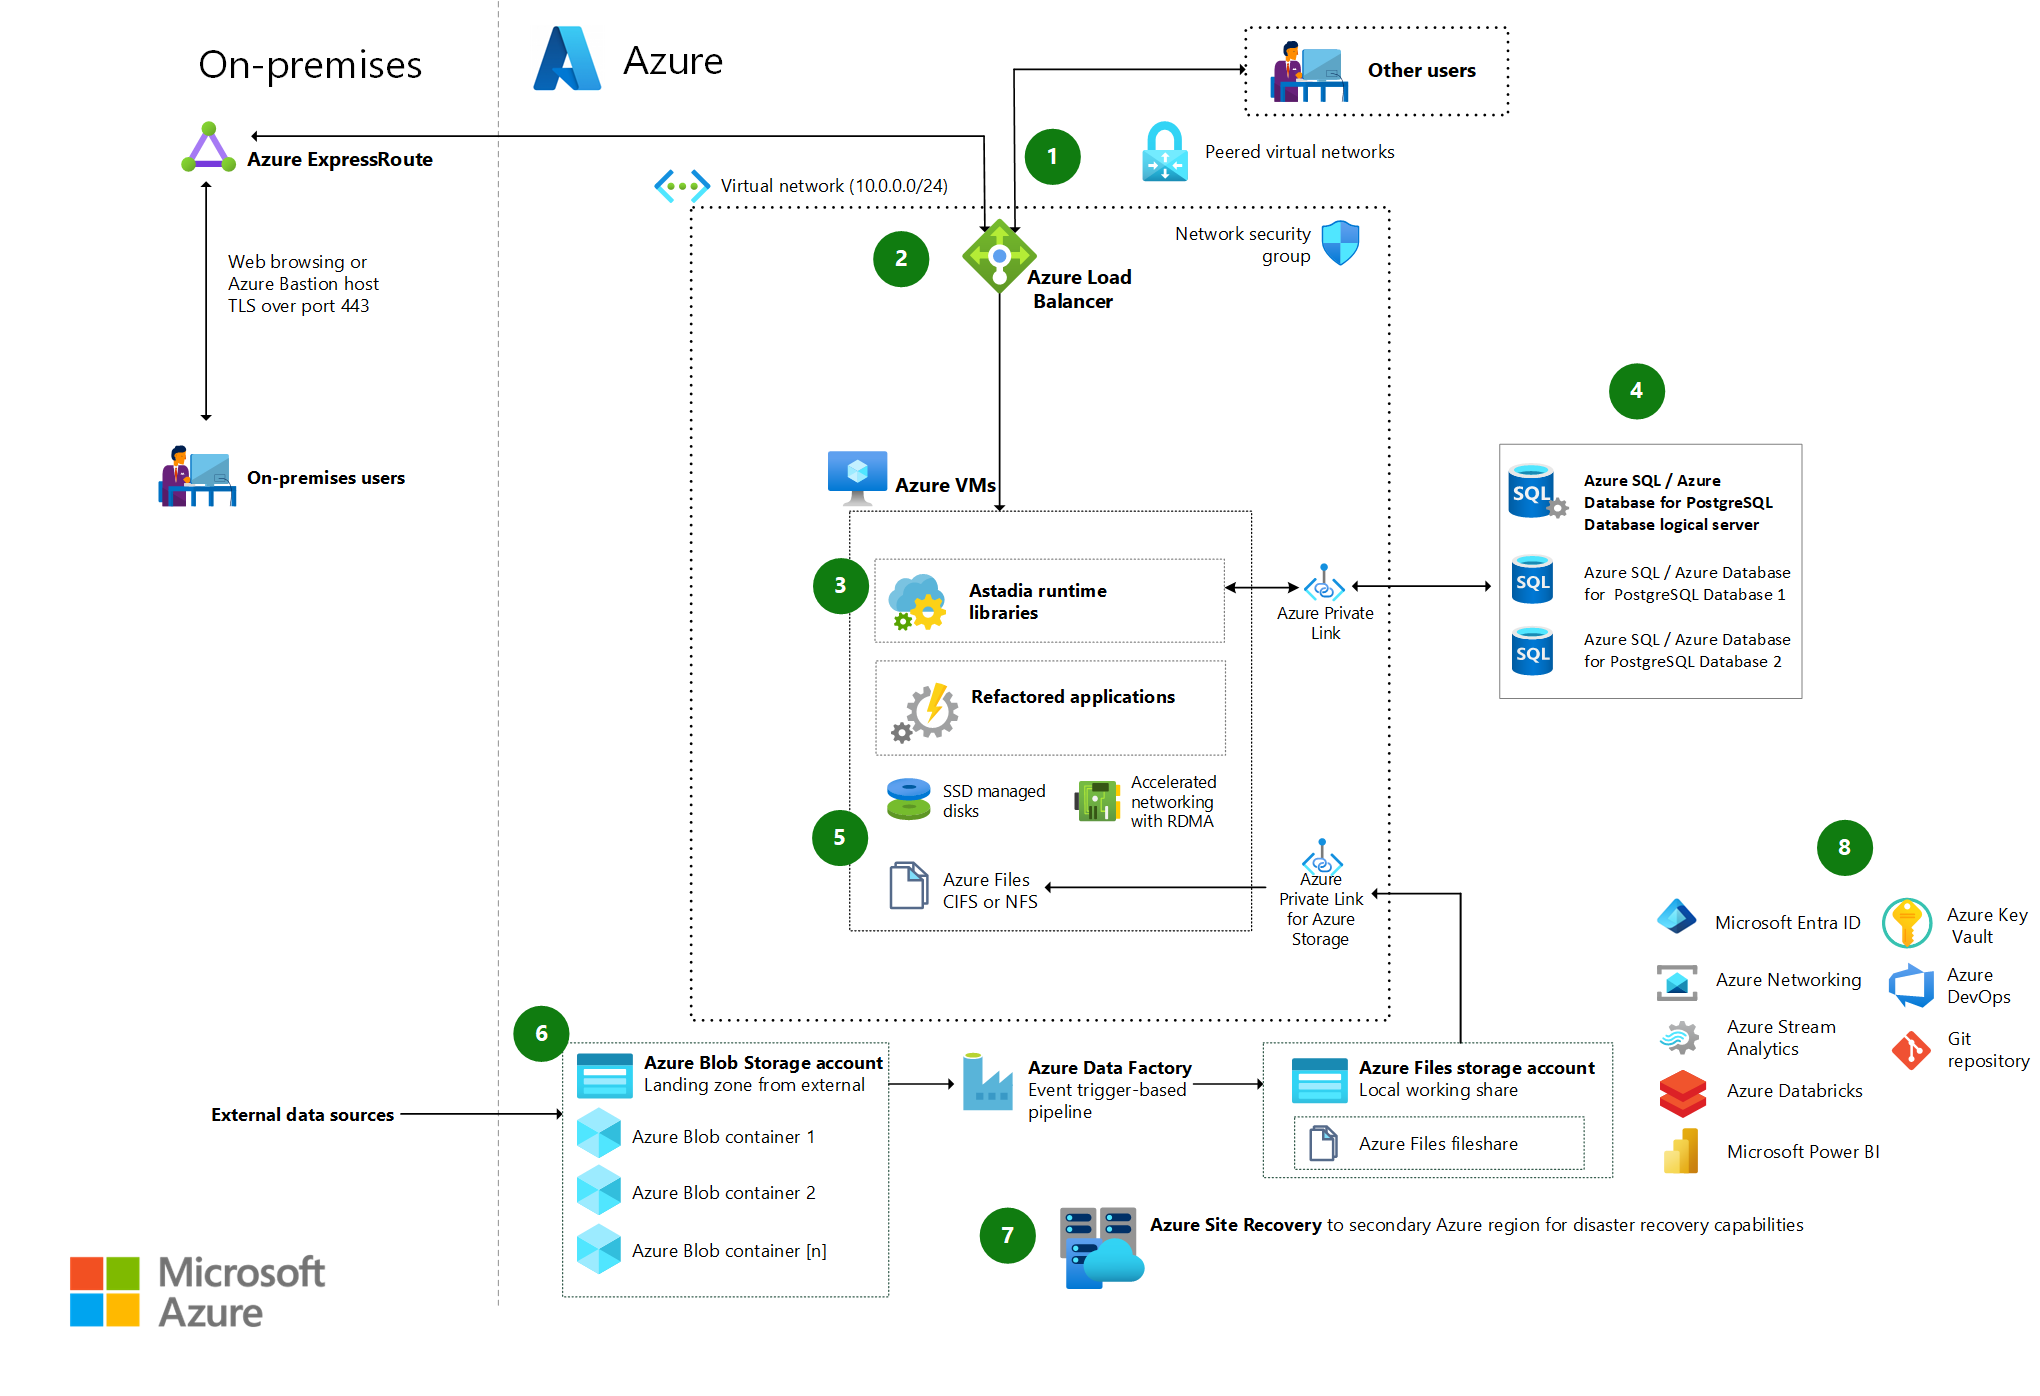 On-premises
Azure
Other users
Azure ExpressRoute
1
Peered virtual networks
Virtual network (10.0.0.0/24)
Network security
group
2
Azure Load
Balancer
Web browsing or
Azure Bastion host
TLS over port 443
4
On-premises users
Azure VMs
SQL
Azure SQL / Azure
Database for PostgreSQL
Database logical server
3
Astadia runtime
libraries
Azure Private
Link
SQL
Azure SQL / Azure Database
for PostgreSQL Database 1
SQL
Azure SQL / Azure Database
for PostgreSQL Database 2
Refactored applications
SSD managed
disks
Accelerated
networking
with RDMA
5
Azure Files
CIFS or NFS
Azure
Private Link
for Azure
Storage
8
Microsoft Entra ID
Azure Key
Vault
Azure Networking
Azure
DevOps
Azure Stream
Analytics
Git
repository
Azure Databricks
Microsoft Power BI
6
External data sources
Azure Blob Storage account
Landing zone from external
Azure Blob container 1
Azure Blob container 2
Azure Blob container [n]
Azure Data Factory
Event trigger-based
pipeline
Azure Files storage account
Local working share
Azure Files fileshare
7
Azure Site Recovery to secondary Azure region for disaster recovery capabilities
Microsoft
Azure